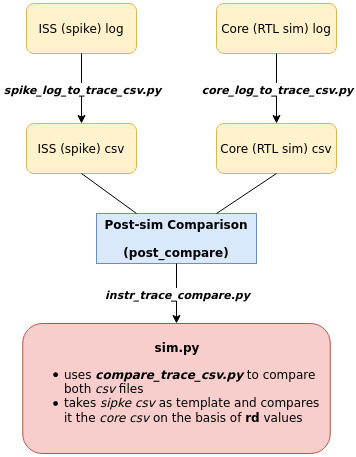 ISS (spike) log
Core (RTL sim) log
spike_log_to_trace_csv.py
core_log_to_trace_csv.py
ISS (spike) csv
Core (RTL sim) csv
Post-sim Comparison
(post_compare)
instr_trace_compare.py
sim.py
• uses compare_trace_csv.py to compare
both csv files
• takes sipke csv as template and compares
it the core csv on the basis of rd values